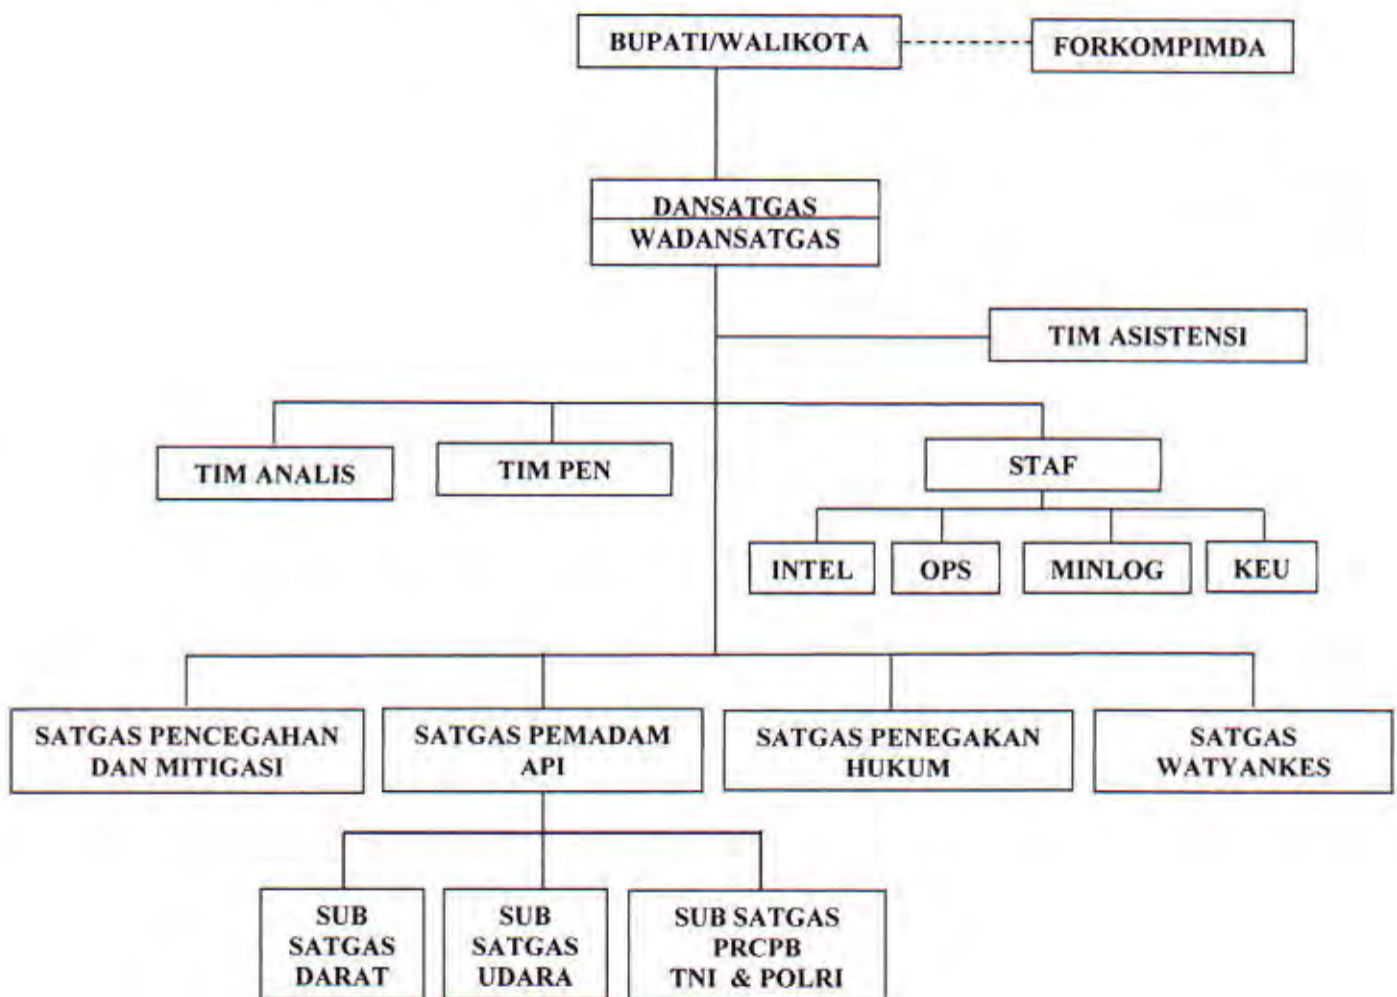 BUPATI/WALIKOTA
FORKOMPIMDA
DANSATGAS
WADANSATGAS
TIM ASISTENSI
TIM ANALIS
TIM PEN
STAF
INTEL
OPS
MINLOG
KEU
SATGAS PENCEGAHAN
DAN MITIGASI
SATGAS PEMADAM
API
SATGAS PENEGAKAN
HUKUM
SATGAS
WATYANKES
SUB
SATGAS
DARAT
SUB
SATGAS
UDARA
SUB SATGAS
PRCPB
TNI & POLRI